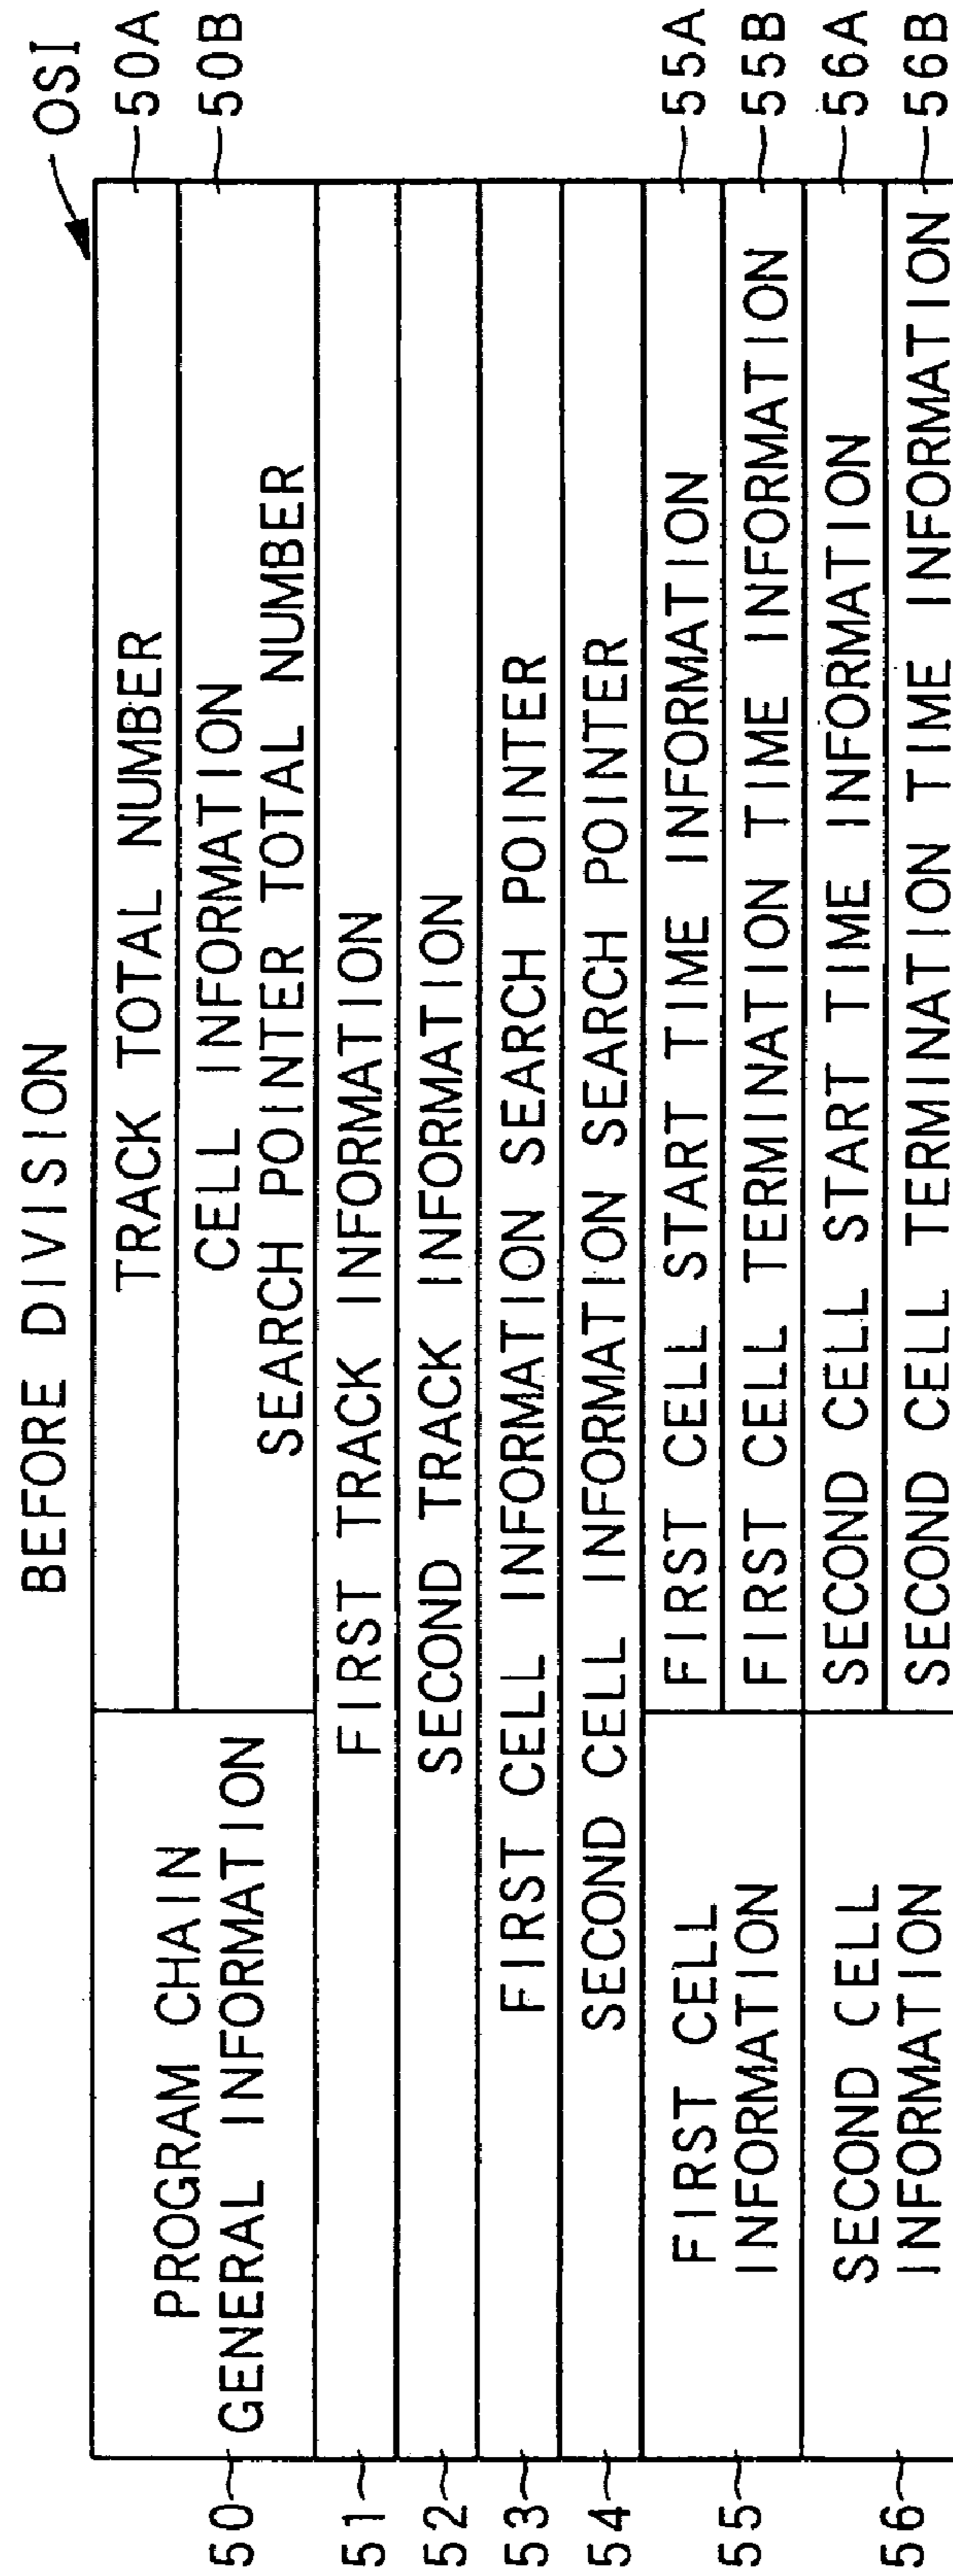 BEFORE DIVISION
OSI
50
PROGRAM CHAIN
GENERAL INFORMATION
TRACK TOTAL NUMBER
50A
CELL INFORMATION
SEARCH POINTER TOTAL NUMBER
50B
51
FIRST TRACK INFORMATION
52
SECOND TRACK INFORMATION
53
FIRST CELL INFORMATION SEARCH POINTER
54
SECOND CELL INFORMATION SEARCH POINTER
55
FIRST CELL
INFORMATION
FIRST CELL START TIME INFORMATION
55A
FIRST CELL TERMINATION TIME INFORMATION
55B
56
SECOND CELL
INFORMATION
SECOND CELL START TIME INFORMATION
56A
SECOND CELL TERMINATION TIME INFORMATION
56B